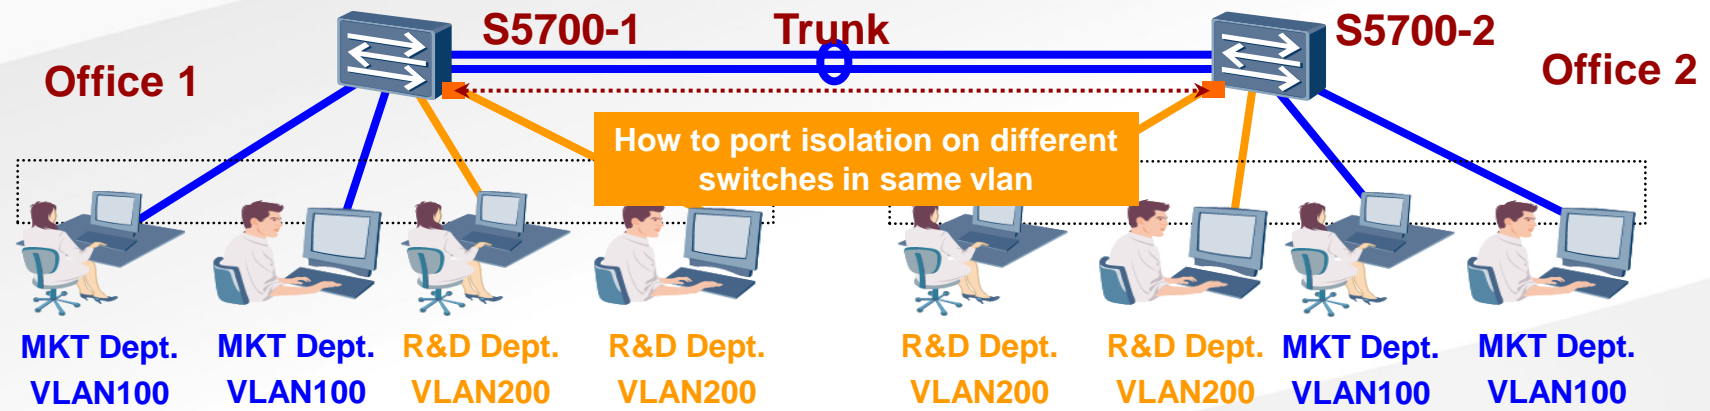 S5700-1
Trunk
S5700-2
Office 1
Office 2
How to port isolation on different
switches in same vlan
MKT Dept.
VLAN100
MKT Dept.
VLAN100
R&D Dept.
VLAN200
R&D Dept.
VLAN200
R&D Dept.
VLAN200
R&D Dept.
VLAN200
MKT Dept.
VLAN100
MKT Dept.
VLAN100